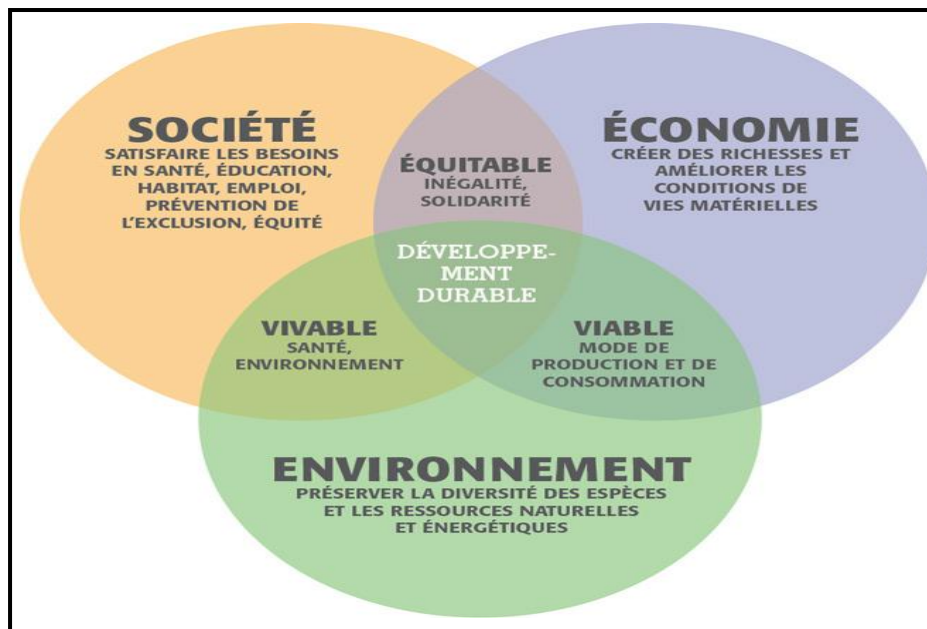 SOCIÉTÉ
SATISFAIRE LES BESOINS
EN SANTÉ, ÉDUCATION,
HABITAT, EMPLOI,
PRÉVENTION DE
L'EXCLUSION, ÉQUITÉ
ÉQUITABLE
INÉGALITÉ,
SOLIDARITÉ
ÉCONOMIE
CRÉER DES RICHESSES ET
AMÉLIORER LES
CONDITIONS DE
VIES MATÉRIELLES
DÉVELOPPE-
MENT
DURABLE
VIVABLE
SANTÉ,
ENVIRONNEMENT
VIABLE
MODE DE
PRODUCTION ET DE
CONSOMMATION
ENVIRONNEMENT
PRÉSERVER LA DIVERSITÉ DES ESPÈCES
ET LES RESSOURCES NATURELLES
ET ÉNERGÉTIQUES